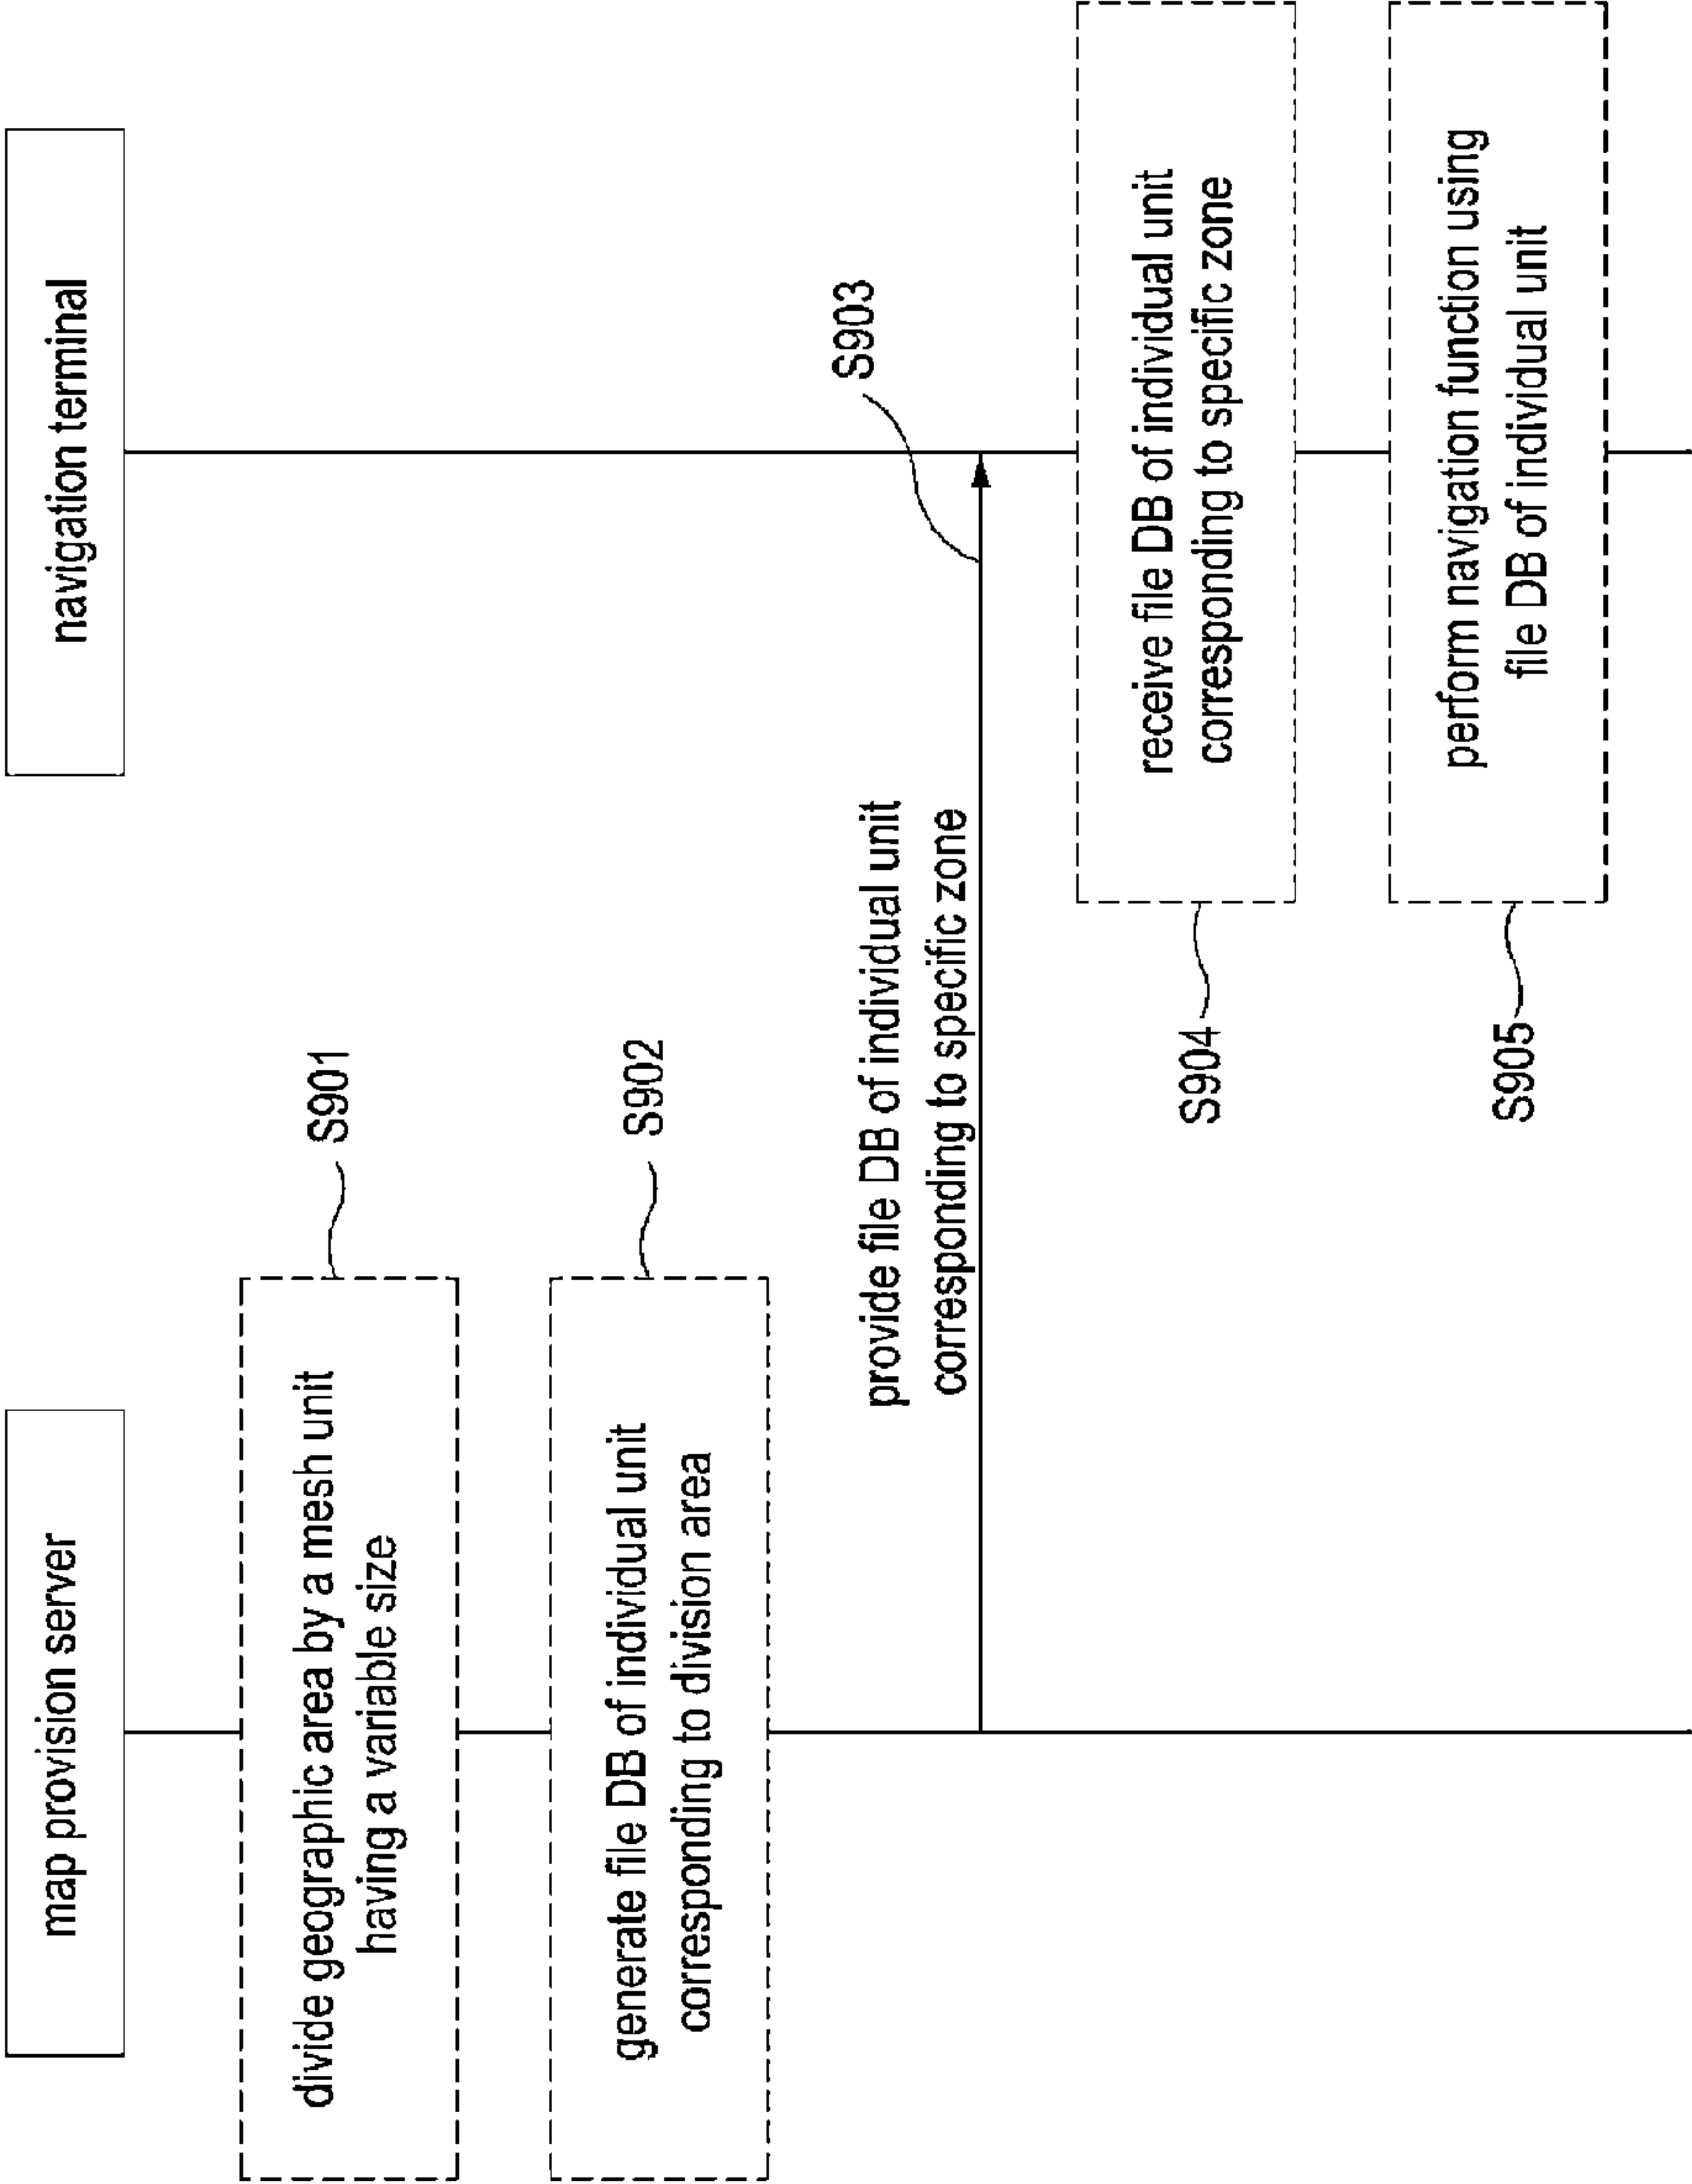 map provision server
navigation terminal
divide geographic area by a mesh unit
having a variable size
S901
generate file DB of individual unit
corresponding to division area
S902
provide file DB of individual unit
corresponding to specific zone
S903
receive file DB of individual unit
corresponding to specific zone
S904
perform navigation function using
file DB of individual unit
S905